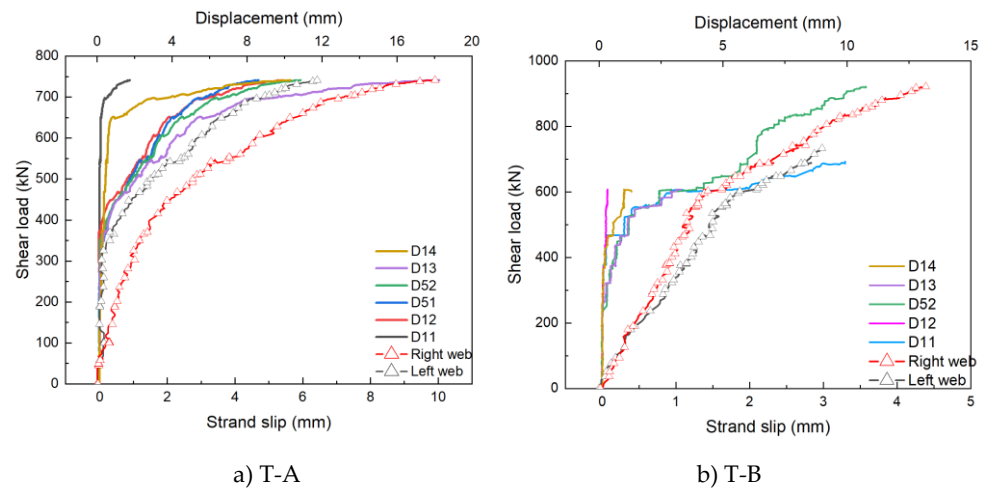 Displacement (mm)
0 4 8 12 16 20
800
700
600
500
400
300
200
100
0
Shear load (kN)
D14
D13
D52
D51
D12
D11
Right web
Left web
0 2 4 6 8 10
Strand slip (mm)
a) T-A
Displacement (mm)
0 5 10 15
1000
800
600
400
200
0
Shear load (kN)
D14
D13
D52
D12
D11
Right web
Left web
0 1 2 3 4 5
Strand slip (mm)
b) T-B